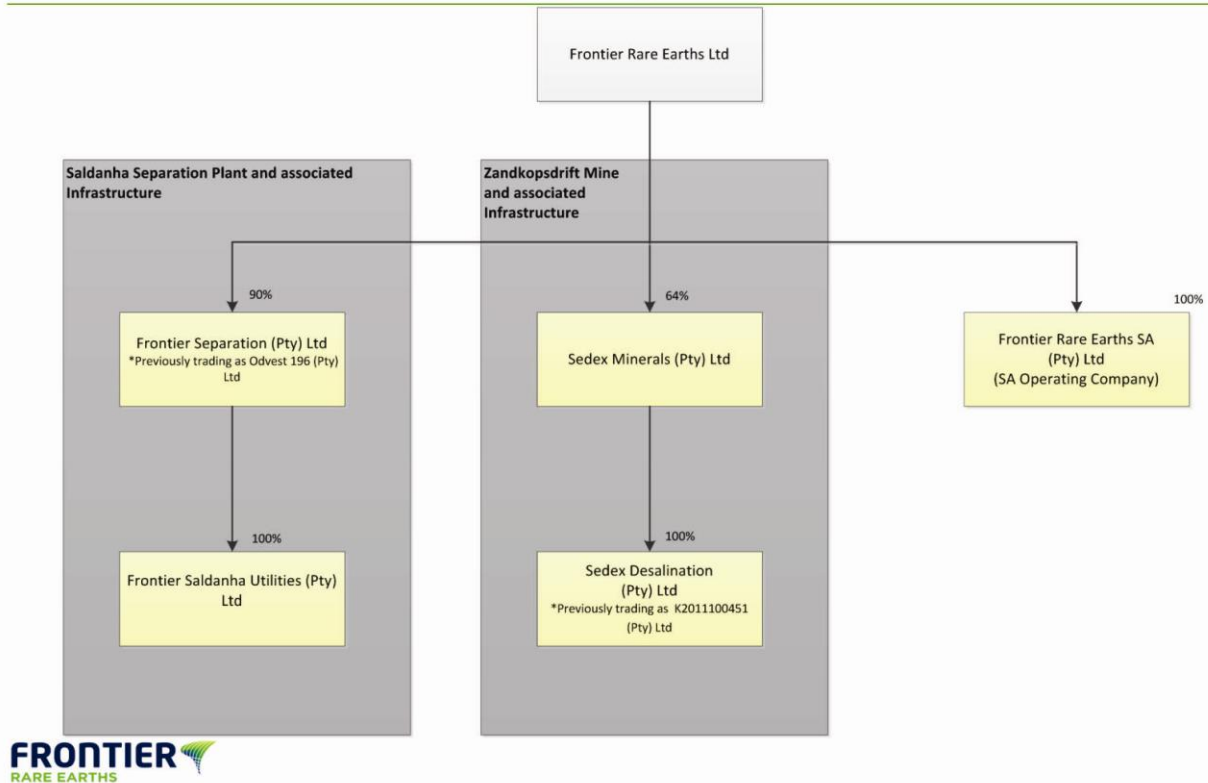 Frontier Rare Earths Ltd
Saldanha Separation Plant and associated
Infrastructure
Zandkopsdrift Mine
and associated
Infrastructure
90%
64%
100%
Frontier Separation (Pty) Ltd
*Previously trading as Odvest 196 (Pty)
Ltd
Sedex Minerals (Pty) Ltd
Frontier Rare Earths SA
(Pty) Ltd
(SA Operating Company)
100%
100%
Frontier Saldanha Utilities (Pty)
Ltd
Sedex Desalination
(Pty) Ltd
*Previously trading as K2011100451
(Pty) Ltd
FRONTIER
RARE EARTHS